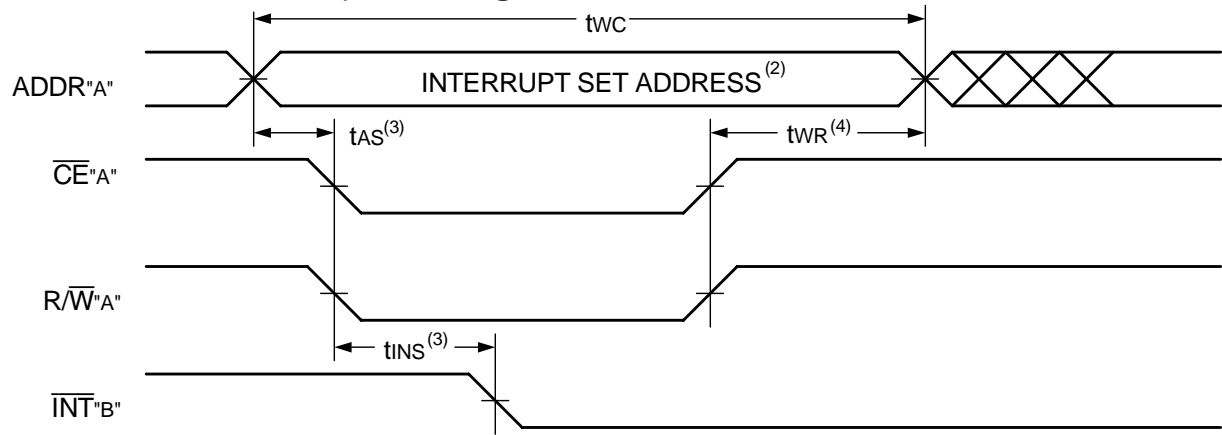 tWC
ADDR"A"
INTERRUPT SET ADDRESS(2)
tAS(3)
tWR(4)
CE"A"
R/W"A"
tINS(3)
INT"B"